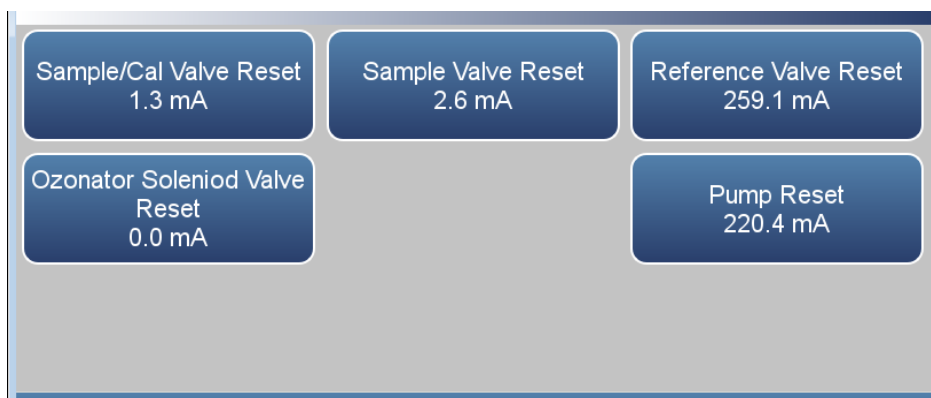 Sample/Cal Valve Reset
1.3 mA
Sample Valve Reset
2.6 mA
Reference Valve Reset
259.1 mA
Ozonator Soleniod Valve
Reset
0.0 mA
Pump Reset
220.4 mA